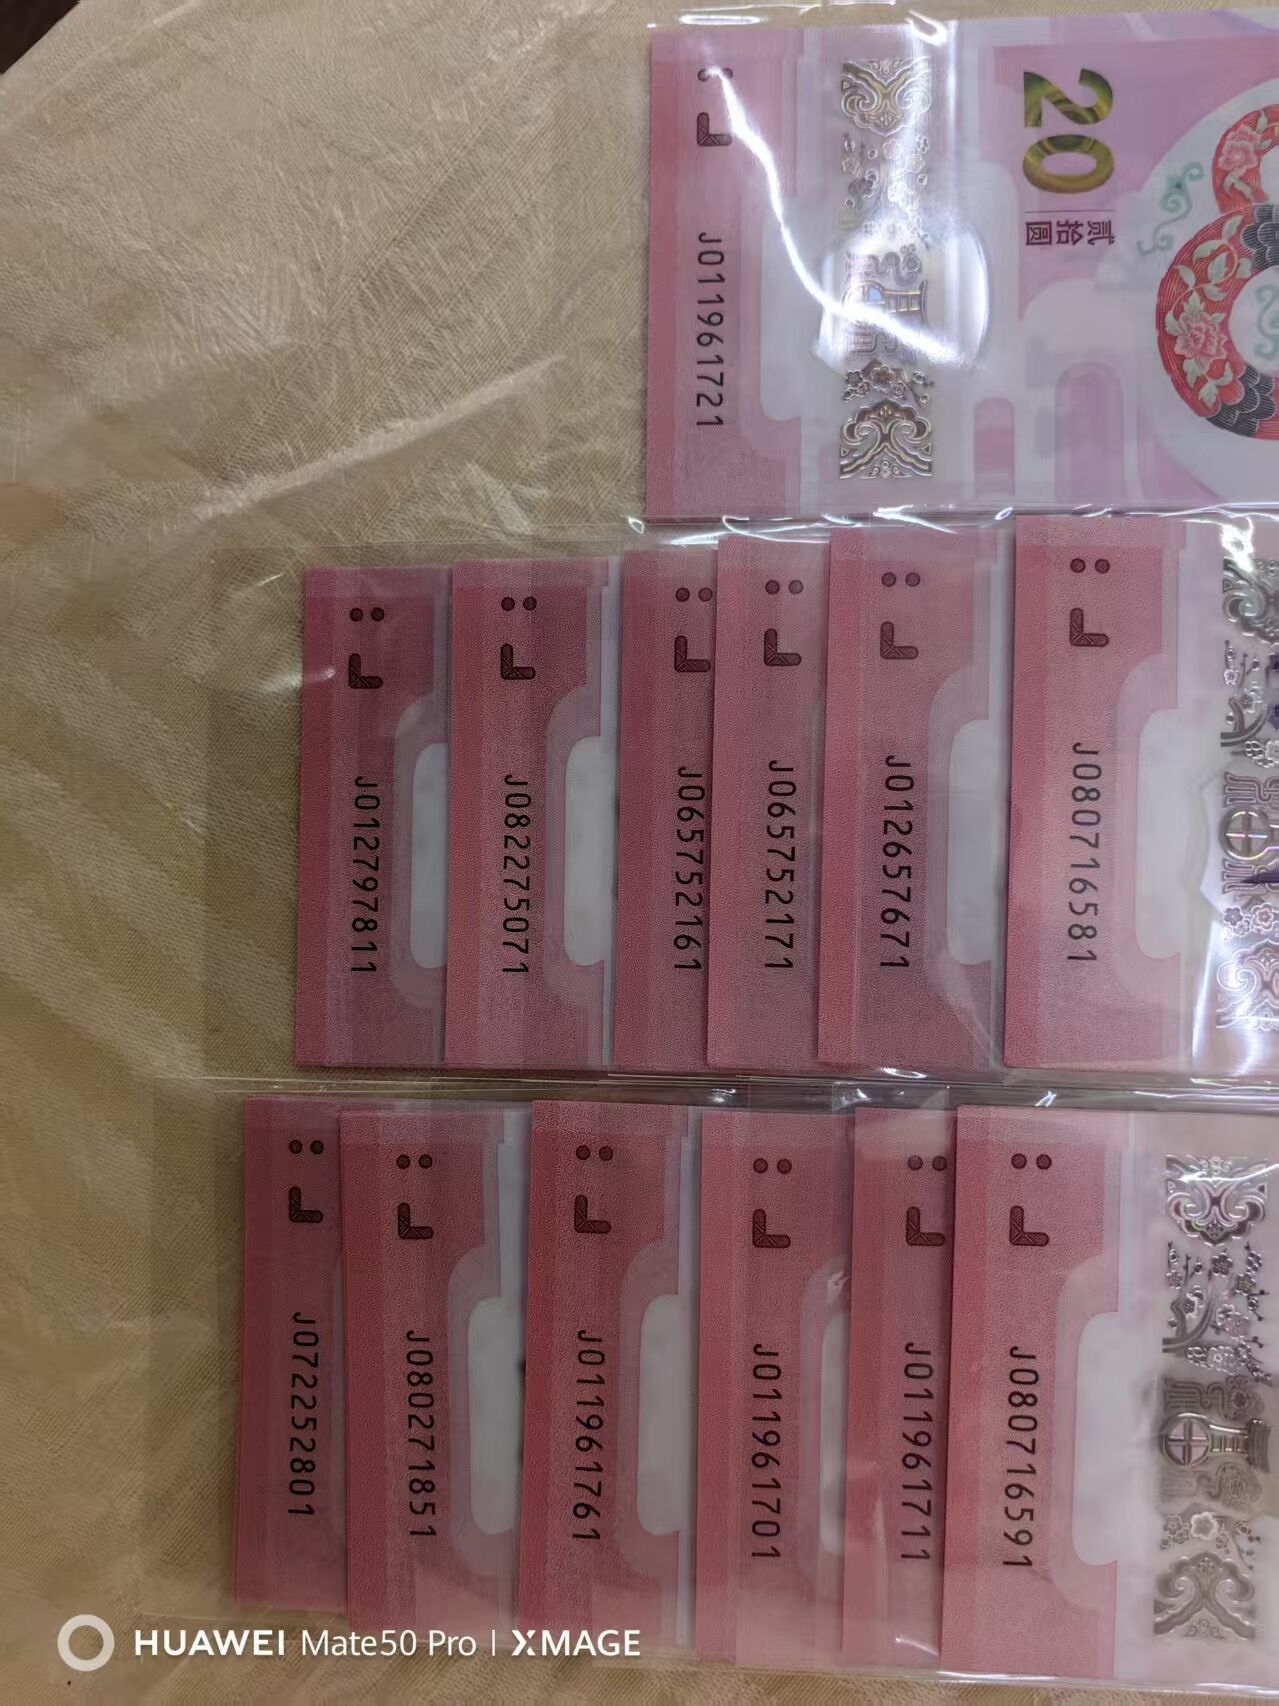 J011961721
20
贰拾圆
J012797811
J082275071
J065752161
J065752171
J012657671
J080716581
J072252801
J080271851
J011961761
J011961701
J011961711
J080716591
HUAWEI Mate50 Pro | XMAGE